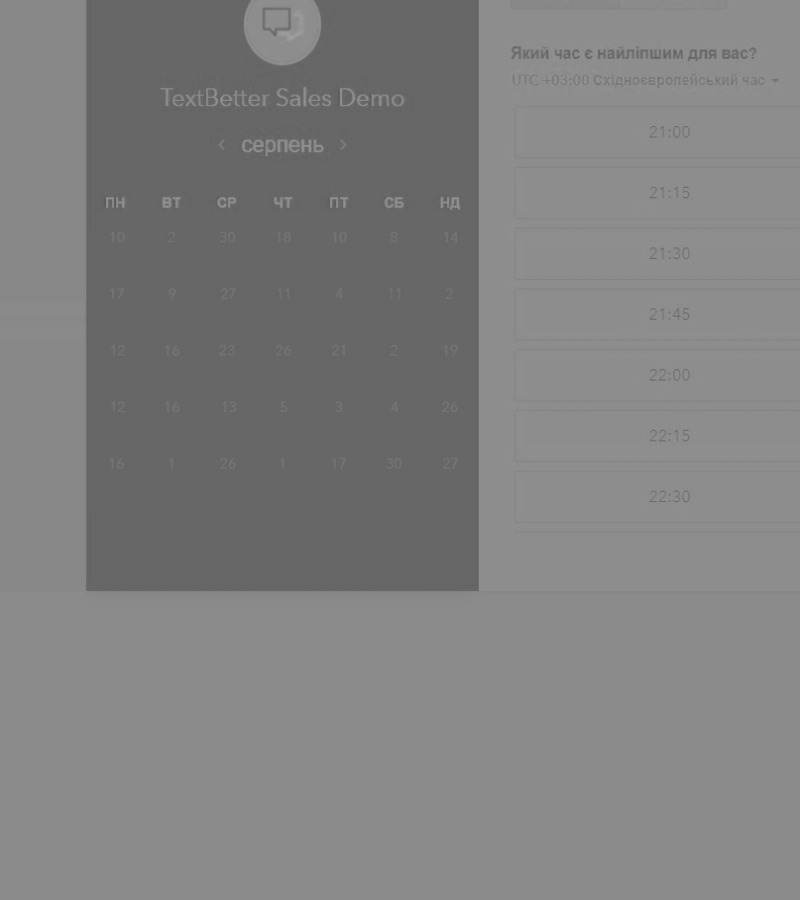 TextBetter Sales Demo
‹ серпень ›
ПН ВТ СР ЧТ ПТ СБ НД
10 2 30 18 10 8 14
17 9 27 11 4 11 2
12 16 23 26 21 2 19
12 16 13 5 3 4 26
16 1 26 1 17 30 27
Який час є найліпшим для вас?
UTC +03:00 Східноєвропейський час
21:00
21:15
21:30
21:45
22:00
22:15
22:30